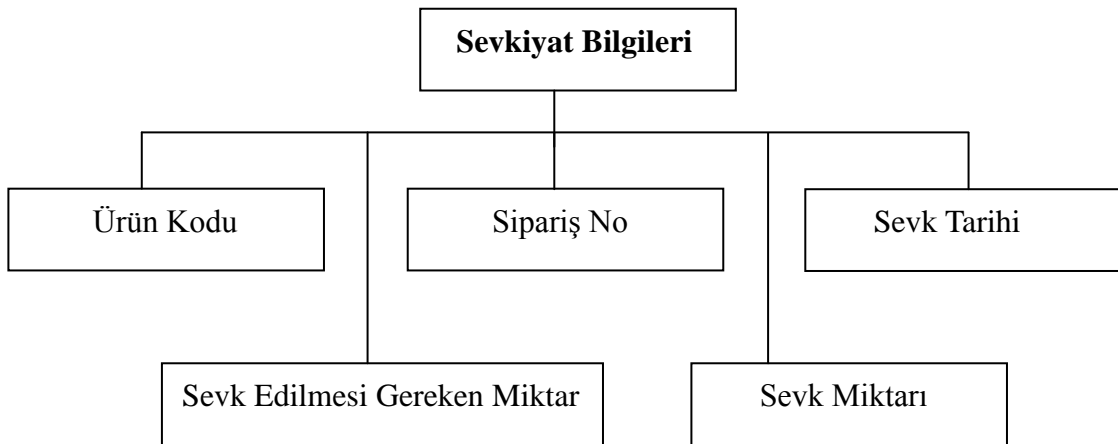 Sevkiyat Bilgileri
Ürün Kodu
Sipariş No
Sevk Tarihi
Sevk Edilmesi Gereken Miktar
Sevk Miktarı